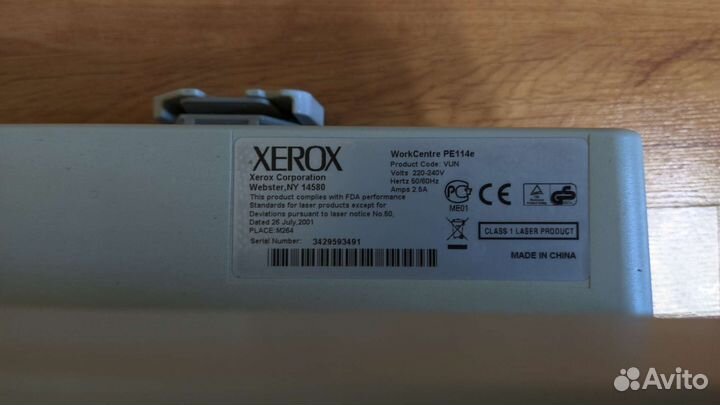 XEROX
Xerox Corporation
Webster,NY 14580
This product complies with FDA performance
Standards for laser products except for
Deviations pursuant to laser notice No.50,
Dated 26 July,2001
PLACE:M264
Serial Number: 3429593491
WorkCentre PE114e
Product Code: VUN
Volts 220-240V
Hertz 50/60Hz
Amps 2.5A
ME01
CE
GS
CLASS 1 LASER PRODUCT
MADE IN CHINA
Avito